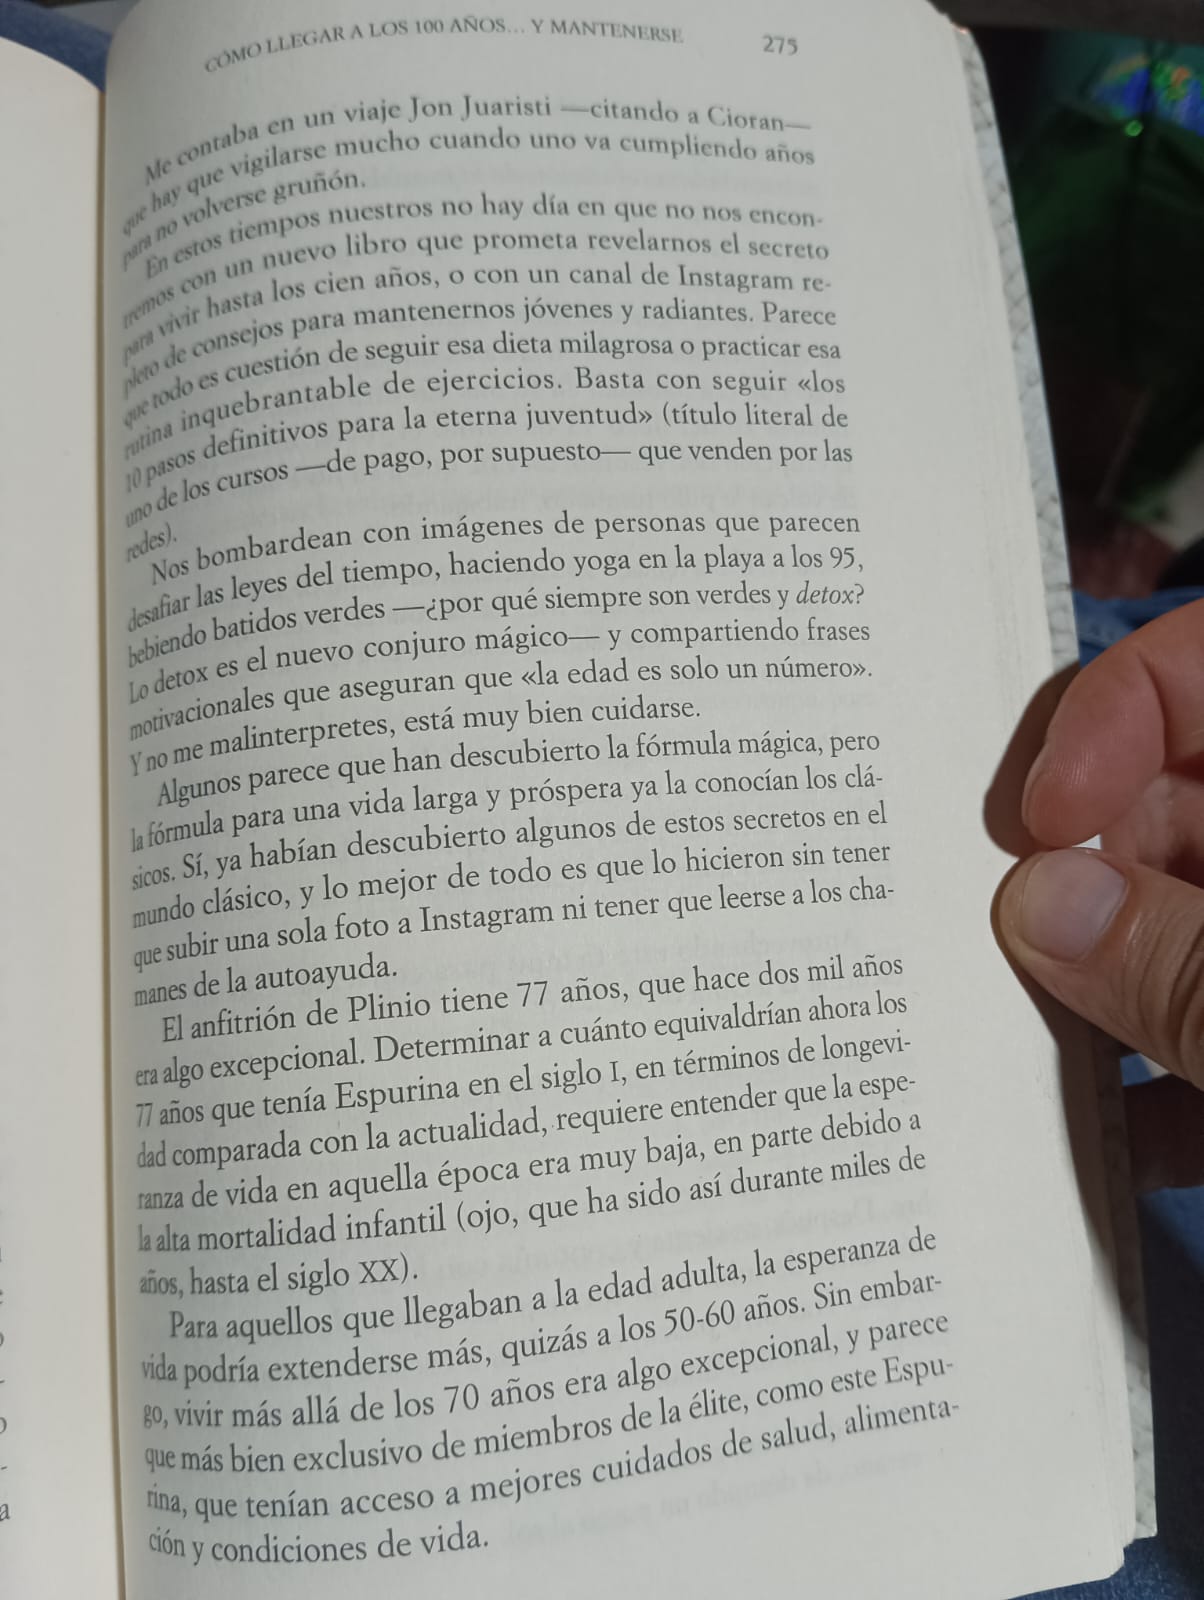 CÓMO LLEGAR A LOS 100 AÑOS... Y MANTENERSE 275
Me contaba en un viaje Jon Juaristi —citando a Cioran—
que hay que vigilarse mucho cuando uno va cumpliendo años
para no volverse gruñón.
En estos tiempos nuestros no hay día en que no nos encon-
tremos con un nuevo libro que prometa revelarnos el secreto
para vivir hasta los cien años, o con un canal de Instagram re-
pleto de consejos para mantenernos jóvenes y radiantes. Parece
que todo es cuestión de seguir esa dieta milagrosa o practicar esa
rutina inquebrantable de ejercicios. Basta con seguir «los
10 pasos definitivos para la eterna juventud» (título literal de
uno de los cursos —de pago, por supuesto— que venden por las
redes).
Nos bombardean con imágenes de personas que parecen
desafiar las leyes del tiempo, haciendo yoga en la playa a los 95,
bebiendo batidos verdes —¿por qué siempre son verdes y detox?
Lo detox es el nuevo conjuro mágico— y compartiendo frases
motivacionales que aseguran que «la edad es solo un número».
Y no me malinterpretes, está muy bien cuidarse.
Algunos parece que han descubierto la fórmula mágica, pero
la fórmula para una vida larga y próspera ya la conocían los clá-
sicos. Sí, ya habían descubierto algunos de estos secretos en el
mundo clásico, y lo mejor de todo es que lo hicieron sin tener
que subir una sola foto a Instagram ni tener que leerse a los cha-
manes de la autoayuda.
El anfitrión de Plinio tiene 77 años, que hace dos mil años
era algo excepcional. Determinar a cuánto equivaldrían ahora los
77 años que tenía Espurina en el siglo I, en términos de longevi-
dad comparada con la actualidad, requiere entender que la espe-
ranza de vida en aquella época era muy baja, en parte debido a
la alta mortalidad infantil (ojo, que ha sido así durante miles de
años, hasta el siglo XX).
Para aquellos que llegaban a la edad adulta, la esperanza de
vida podría extenderse más, quizás a los 50-60 años. Sin embar-
go, vivir más allá de los 70 años era algo excepcional, y parece
que más bien exclusivo de miembros de la élite, como este Espu-
rina, que tenían acceso a mejores cuidados de salud, alimenta-
ción y condiciones de vida.